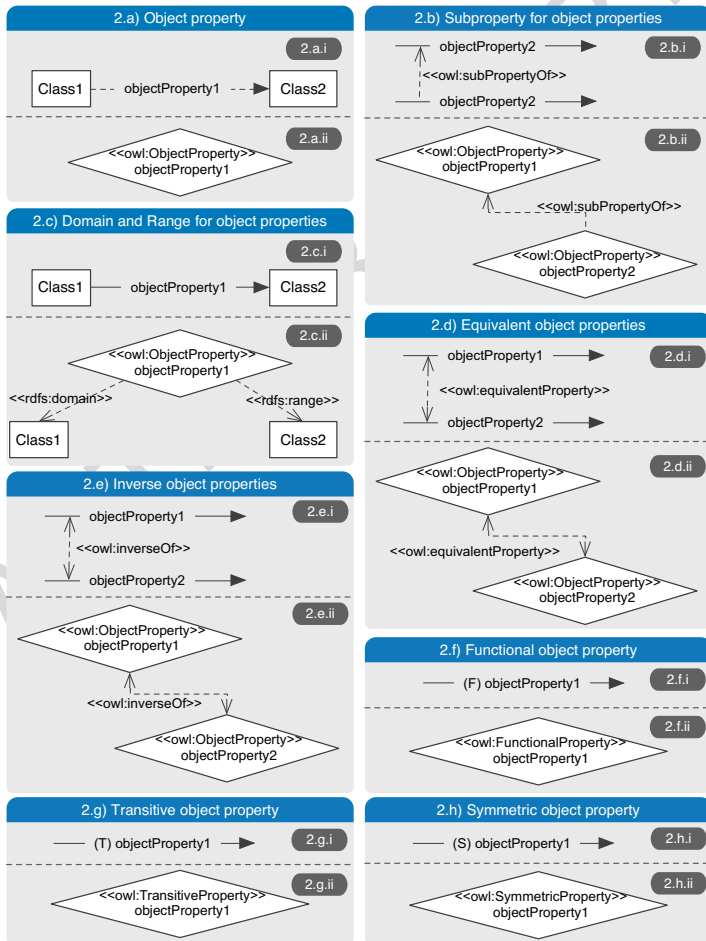 2.a) Object property
2.a.i
Class1
objectProperty1
Class2
2.a.ii
<<owl:ObjectProperty>>
objectProperty1
2.b) Subproperty for object properties
2.b.i
objectProperty2
<<owl:subPropertyOf>>
objectProperty2
2.b.ii
<<owl:ObjectProperty>>
objectProperty1
<<owl:subPropertyOf>>
<<owl:ObjectProperty>>
objectProperty2
2.c) Domain and Range for object properties
2.c.i
Class1
objectProperty1
Class2
2.c.ii
<<owl:ObjectProperty>>
objectProperty1
<<rdfs:domain>>
<<rdfs:range>>
Class1
Class2
2.d) Equivalent object properties
2.d.i
objectProperty1
<<owl:equivalentProperty>>
objectProperty2
2.d.ii
<<owl:ObjectProperty>>
objectProperty1
<<owl:equivalentProperty>>
<<owl:ObjectProperty>>
objectProperty2
2.e) Inverse object properties
2.e.i
objectProperty1
<<owl:inverseOf>>
objectProperty2
2.e.ii
<<owl:ObjectProperty>>
objectProperty1
<<owl:inverseOf>>
<<owl:ObjectProperty>>
objectProperty2
2.f) Functional object property
2.f.i
(F) objectProperty1
2.f.ii
<<owl:FunctionalProperty>>
objectProperty1
2.g) Transitive object property
2.g.i
(T) objectProperty1
2.g.ii
<<owl:TransitiveProperty>>
objectProperty1
2.h) Symmetric object property
2.h.i
(S) objectProperty1
2.h.ii
<<owl:SymmetricProperty>>
objectProperty1